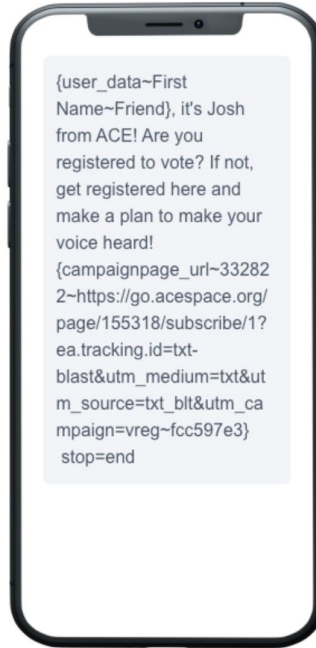 {user_data~First
Name~Friend}, it's Josh
from ACE! Are you
registered to vote? If not,
get registered here and
make a plan to make your
voice heard!
{campaignpage_url~33282
2~https://go.acespace.org/
page/155318/subscribe/1?
ea.tracking.id=txt-
blast&utm_medium=txt&ut
m_source=txt_blt&utm_ca
mpaign=vreg~fcc597e3}
stop=end